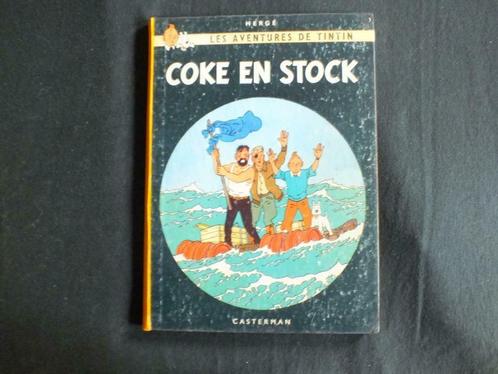 HERGÉ
LES AVENTURES DE TINTIN
COKE EN STOCK
CASTERMAN